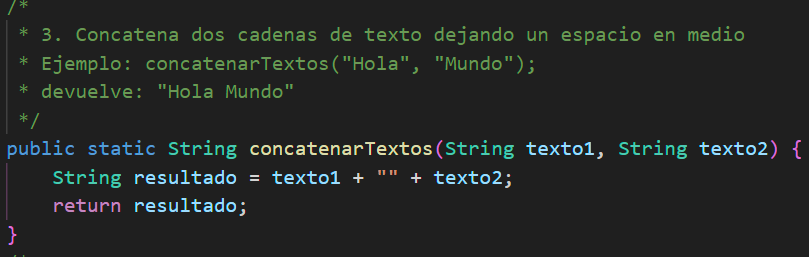 /*
 * 3. Concatena dos cadenas de texto dejando un espacio en medio
 * Ejemplo: concatenarTextos("Hola", "Mundo");
 * devuelve: "Hola Mundo"
 */
public static String concatenarTextos(String texto1, String texto2) {
    String resultado = texto1 + "" + texto2;
    return resultado;
}